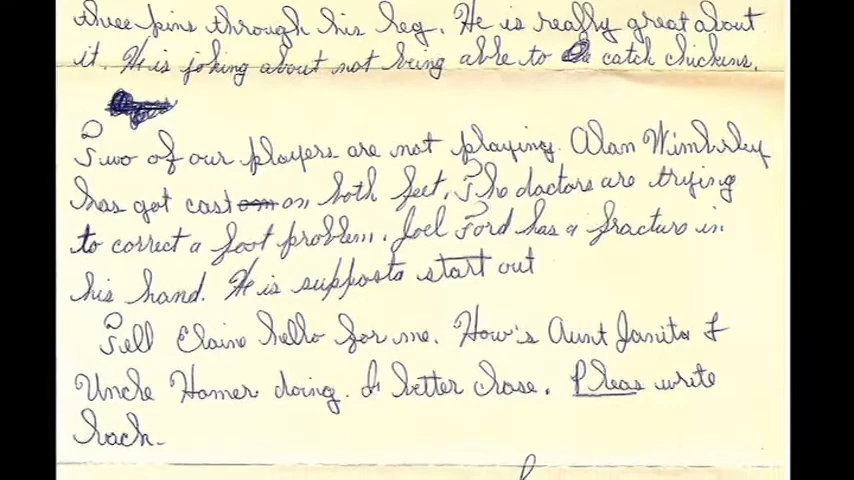 three pins through his leg. He is really great about
it. He is joking about not being able to catch chickens.
Two of our players are not playing. Alan Wimberley
has got cast on both feet. The doctors are trying
to correct a foot problem. Joel Ford has a fracture in
his hand. He is supposta start out
Tell Elaine hello for me. How's Aunt Janita &
Uncle Homer doing. I better close. Pleas write
back.